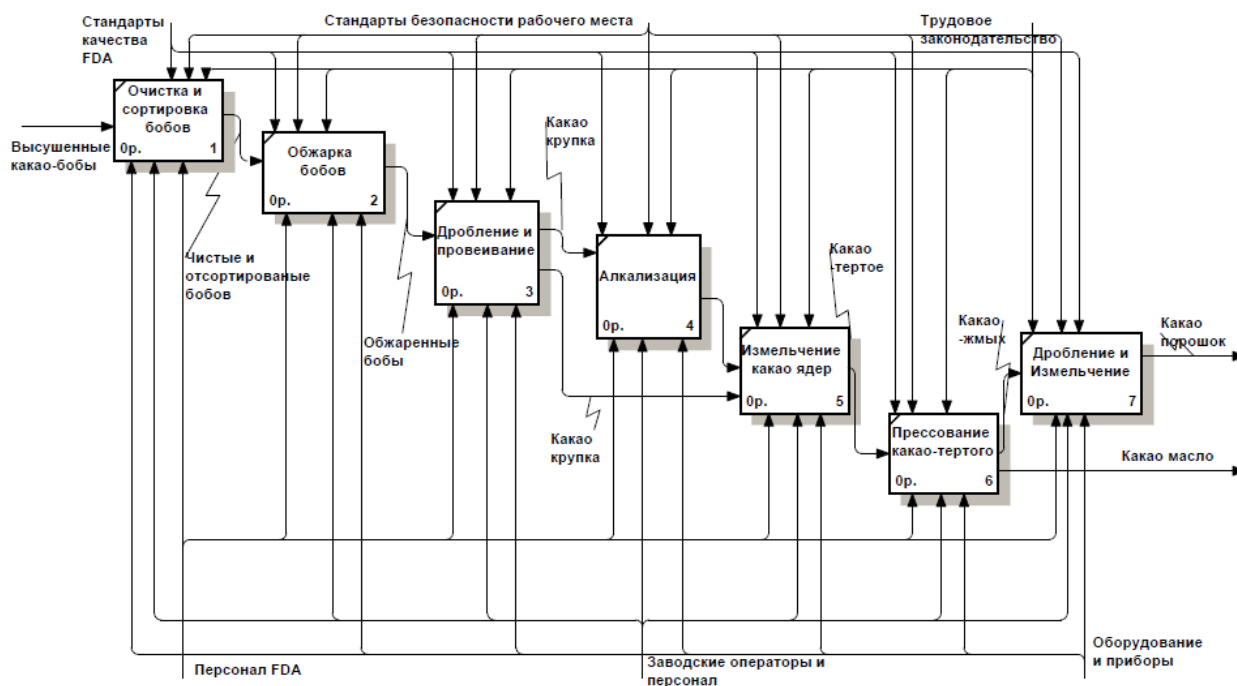 Стандарты
качества
FDA
Стандарты безопасности рабочего места
Трудовое
законодательство
Очистка и
сортировка
бобов
0р. 1
Высушенные
какао-бобы
Обжарка
бобов
0р. 2
Чистые и
отсортированые
бобов
Дробление и
провеивание
0р. 3
Обжаренные
бобы
Какао
крупка
Алкализация
0р. 4
Какао
крупка
Какао
-тертое
Измельчение
какао ядер
0р. 5
Прессование
какао-тертого
0р. 6
Какао
-жмых
Дробление и
Измельчение
0р. 7
Какао
порошок
Какао масло
Персонал FDA
Заводские операторы и
персонал
Оборудование
и приборы